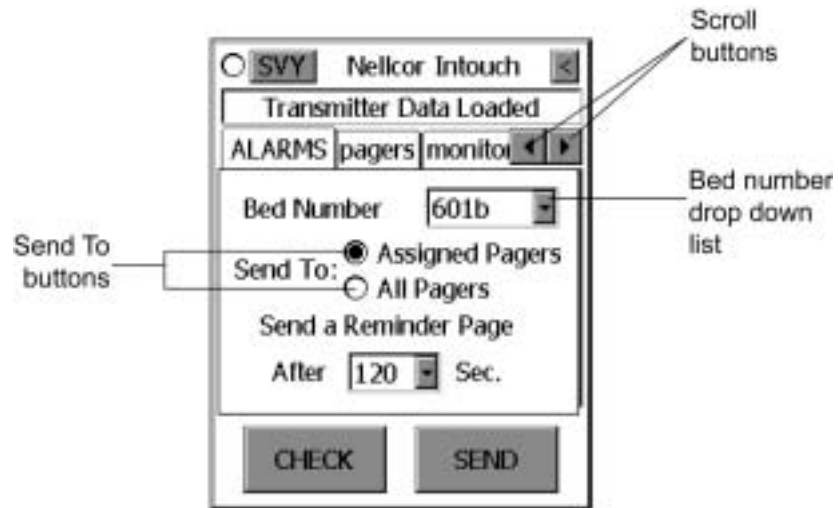 Scroll
buttons
SVY Nellcor Intouch <
Transmitter Data Loaded
ALARMS pagers monitor
Bed Number 601b
Bed number
drop down
list
Send To
buttons
Send To: Assigned Pagers
All Pagers
Send a Reminder Page
After 120 Sec.
CHECK SEND